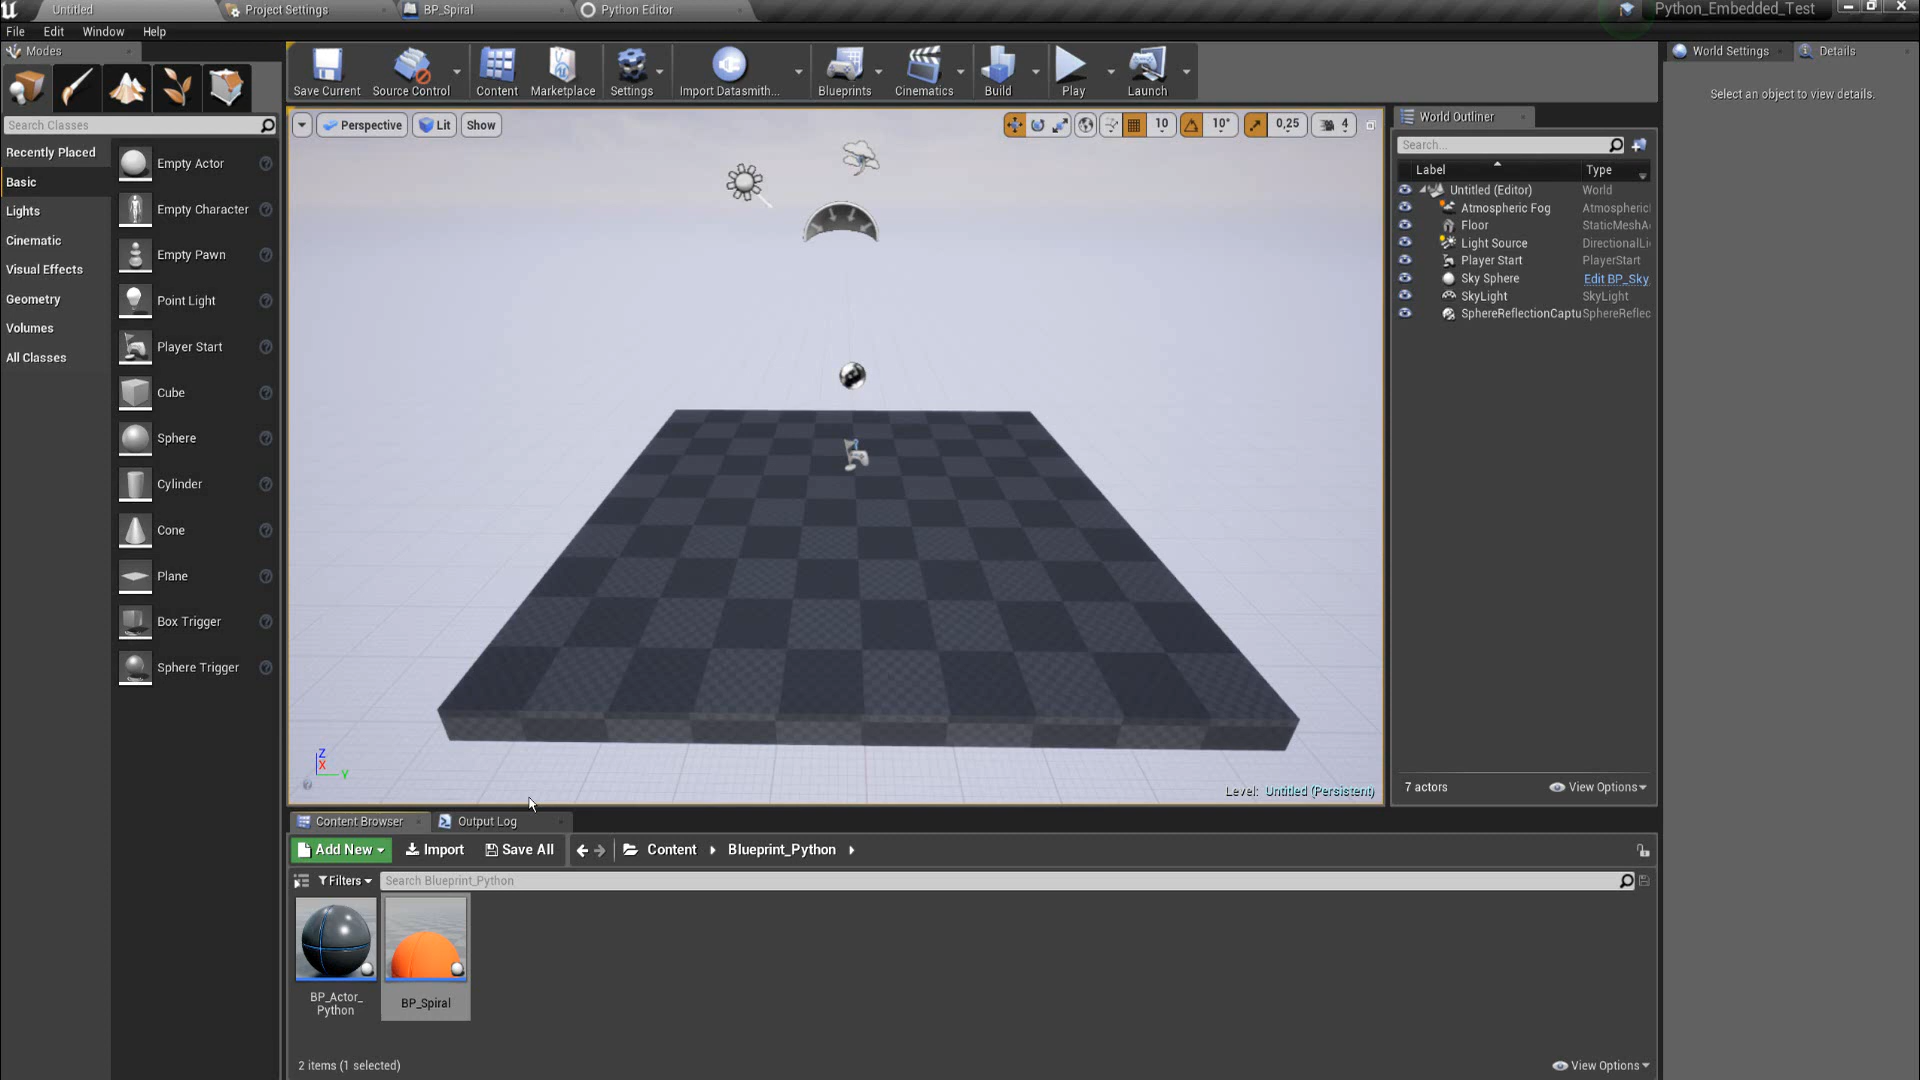 Untitled
Project Settings
BP_Spiral
Python Editor
Python_Embedded_Test
File
Edit
Window
Help
Modes
Save Current
Source Control
Content
Marketplace
Settings
Import Datasmith...
Blueprints
Cinematics
Build
Play
Launch
World Settings
Details
Select an object to view details.
Search Classes
Recently Placed
Basic
Lights
Cinematic
Visual Effects
Geometry
Volumes
All Classes
Empty Actor
Empty Character
Empty Pawn
Point Light
Player Start
Cube
Sphere
Cylinder
Cone
Plane
Box Trigger
Sphere Trigger
Perspective
Lit
Show
10
10°
0,25
4
Z
X
Y
Level: Untitled (Persistent)
World Outliner
Search...
Label Type
Untitled (Editor) World
Atmospheric Fog Atmospheric
Floor StaticMeshA
Light Source DirectionalLi
Player Start PlayerStart
Sky Sphere Edit BP_Sky
SkyLight SkyLight
SphereReflectionCaptu SphereReflec
7 actors
View Options
Content Browser
Output Log
Add New
Import
Save All
Content
Blueprint_Python
Filters
Search Blueprint_Python
BP_Actor_
Python
BP_Spiral
2 items (1 selected)
View Options